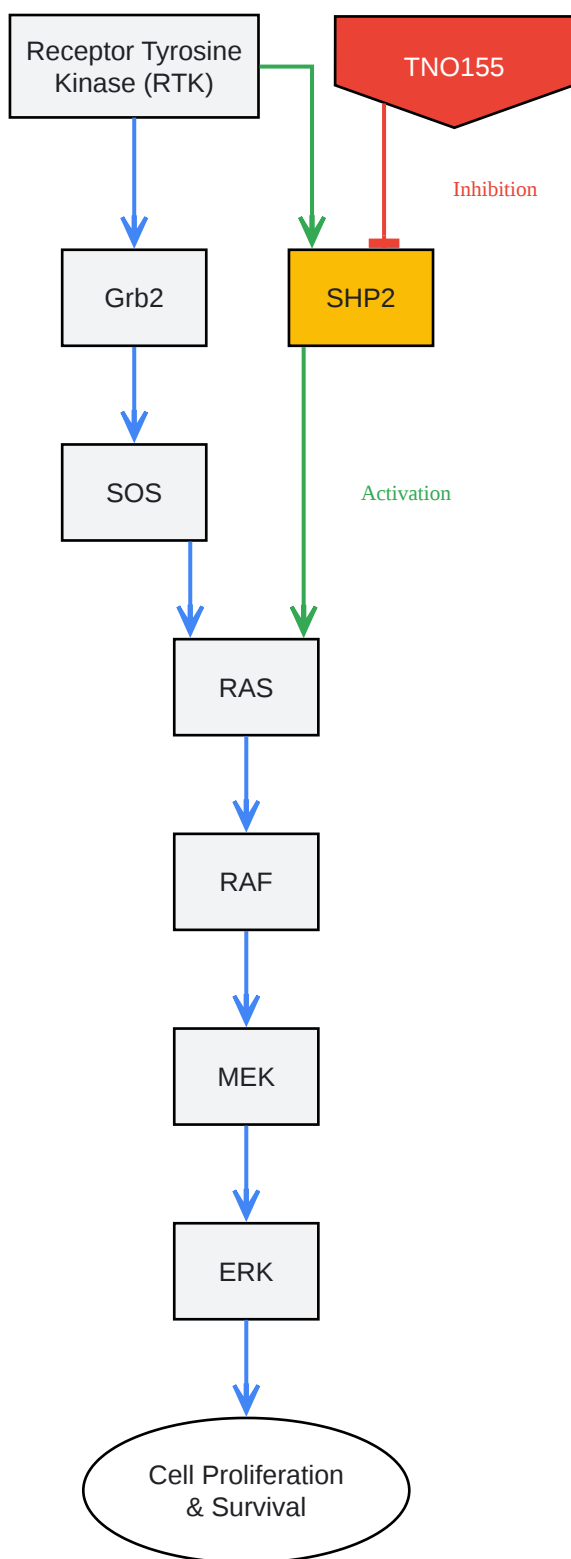 Receptor Tyrosine
Kinase (RTK)
TNO155
Inhibition
Grb2
SHP2
SOS
Activation
RAS
RAF
MEK
ERK
Cell Proliferation
& Survival